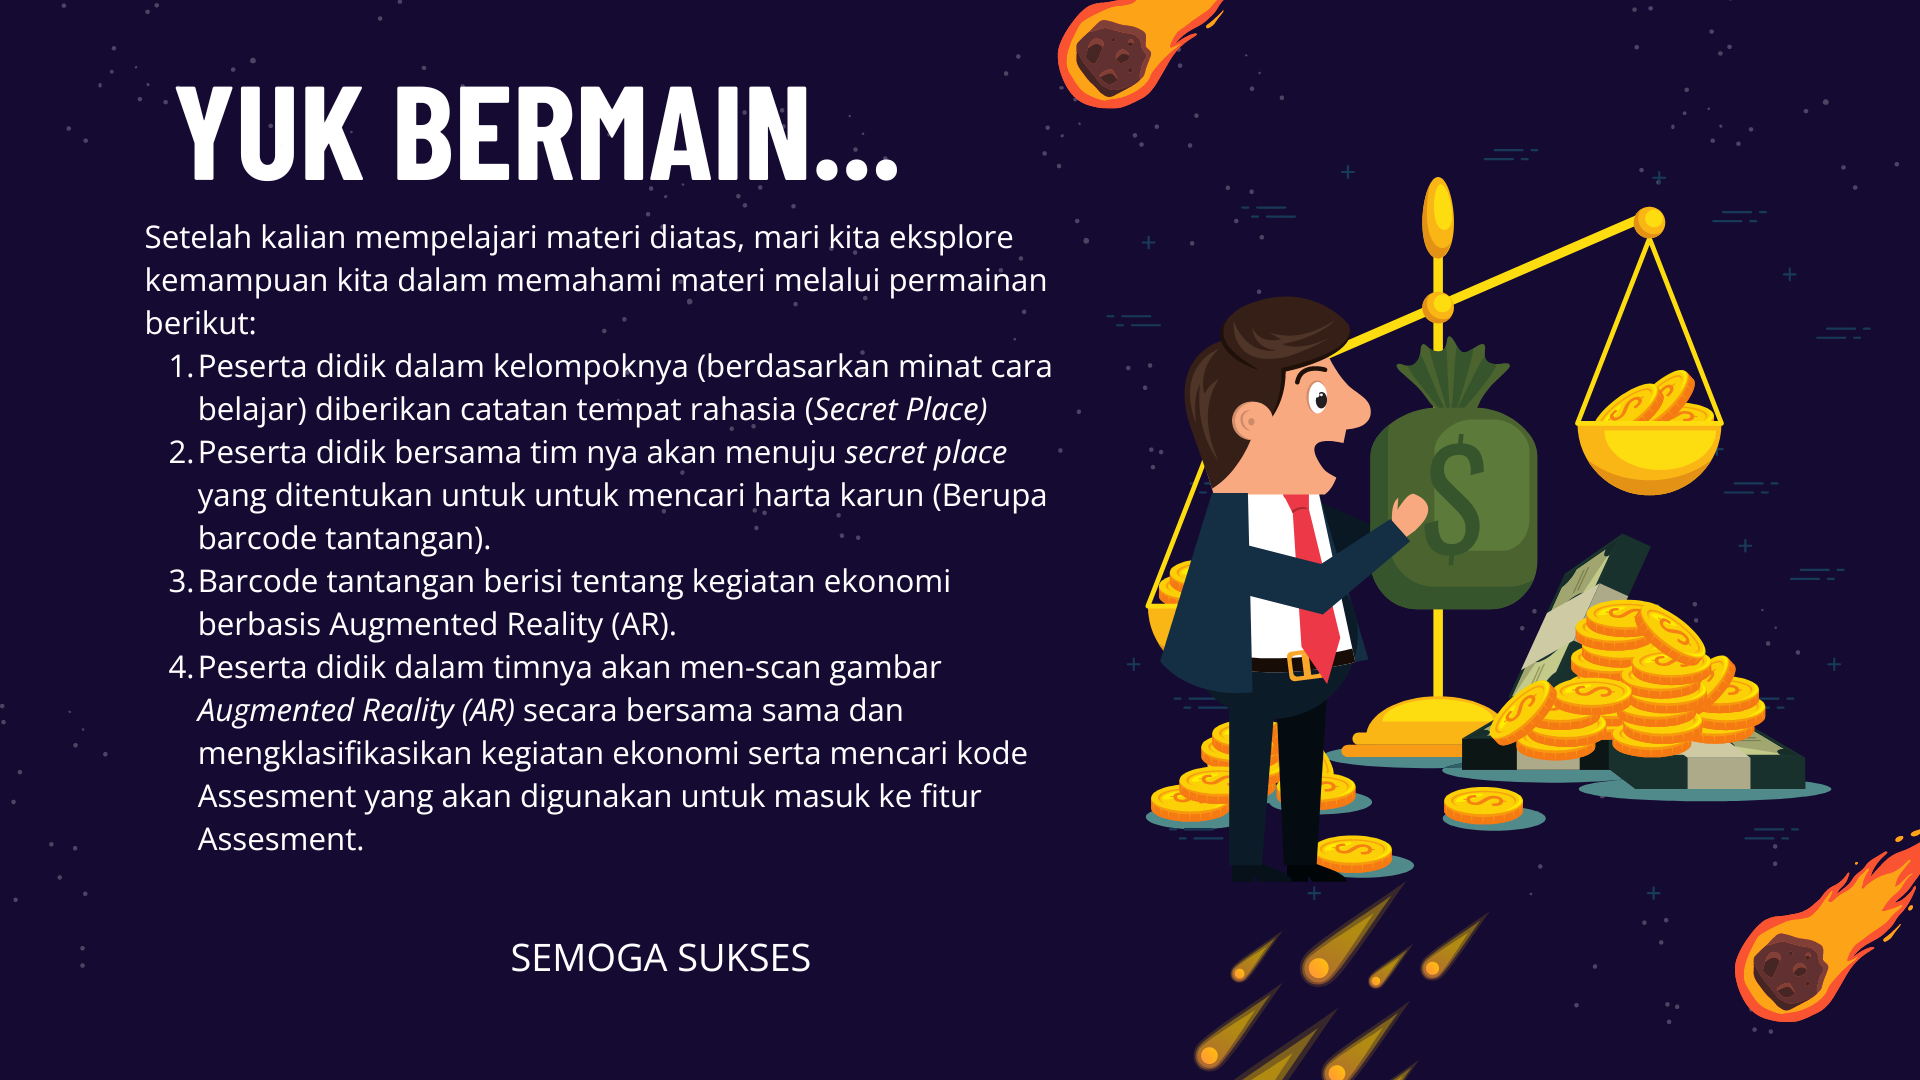 YUK BERMAIN...
Setelah kalian mempelajari materi diatas, mari kita eksplore
kemampuan kita dalam memahami materi melalui permainan
berikut:
1. Peserta didik dalam kelompoknya (berdasarkan minat cara
belajar) diberikan catatan tempat rahasia (Secret Place)
2. Peserta didik bersama tim nya akan menuju secret place
yang ditentukan untuk untuk mencari harta karun (Berupa
barcode tantangan).
3. Barcode tantangan berisi tentang kegiatan ekonomi
berbasis Augmented Reality (AR).
4. Peserta didik dalam timnya akan men-scan gambar
Augmented Reality (AR) secara bersama sama dan
mengklasifikasikan kegiatan ekonomi serta mencari kode
Assesment yang akan digunakan untuk masuk ke fitur
Assesment.
SEMOGA SUKSES